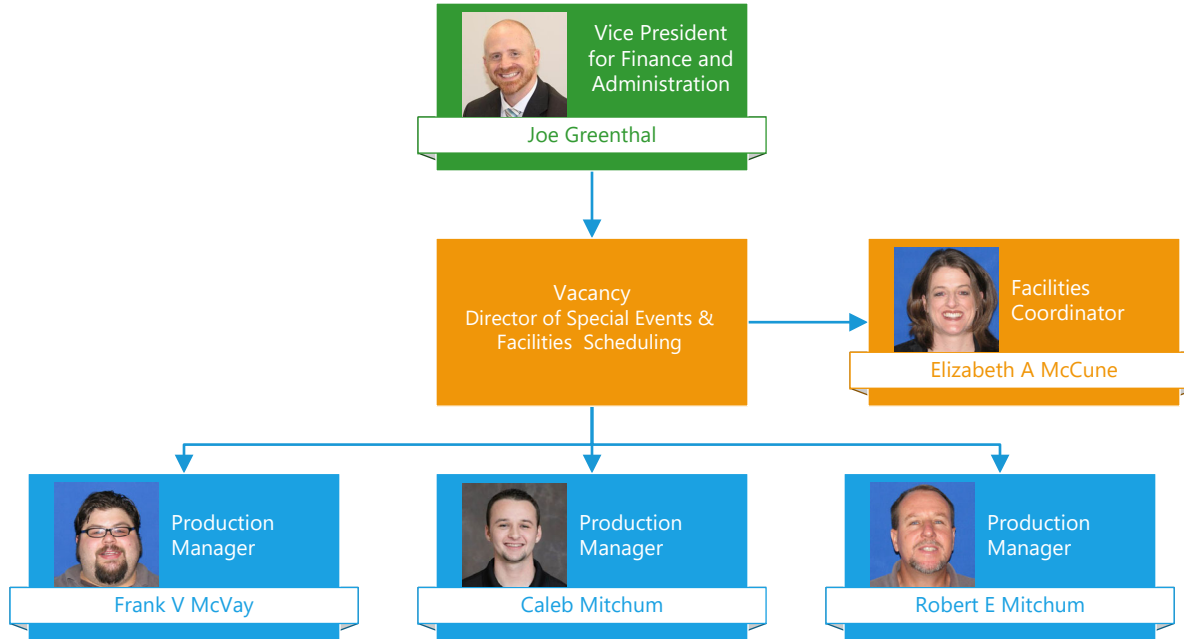 Vice President
for Finance and
Administration
Joe Greenthal
Vacancy
Director of Special Events &
Facilities Scheduling
Facilities
Coordinator
Elizabeth A McCune
Production
Manager
Frank V McVay
Production
Manager
Caleb Mitchum
Production
Manager
Robert E Mitchum